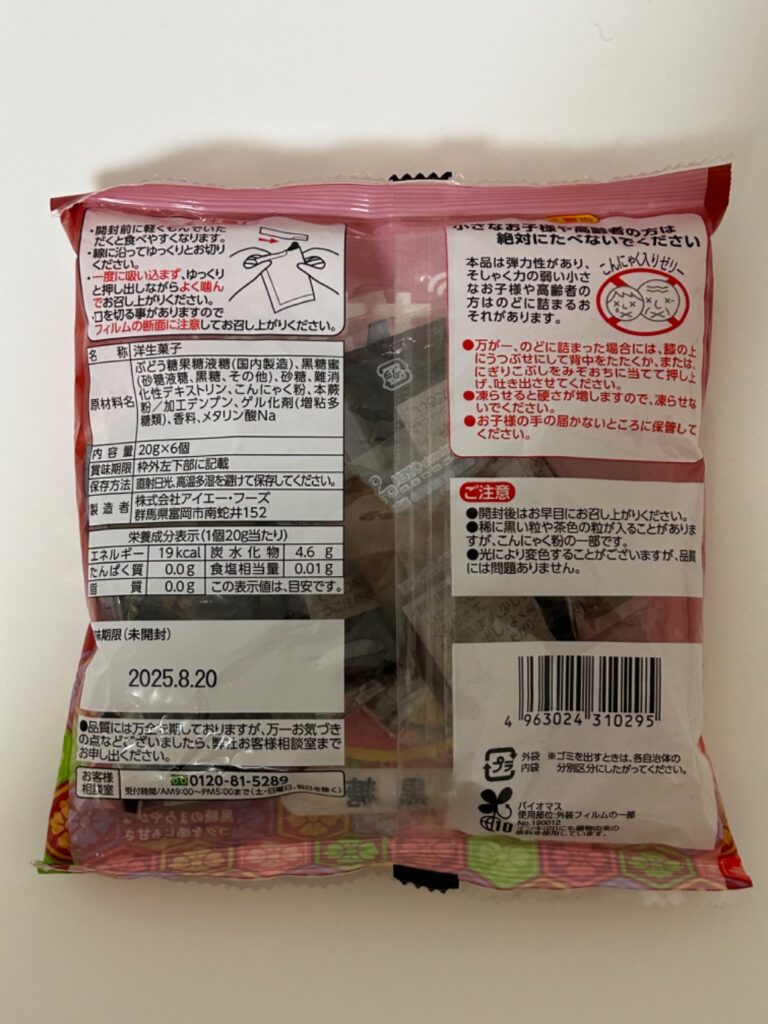 ・開封前に軽くもんでいた
だくと食べやすくなります。
・線に沿ってゆっくとお切り
ください。
・一度に吸い込まず、ゆっくり
と押し出しながらよく噛ん
でお召し上がりください。
・口を切る事がありますので
フィルムの断面に注意してお召し上がりください。
名称 洋生菓子
原材料名 ぶどう糖果糖液糖(国内製造)、黒糖蜜
(砂糖液糖、黒糖、その他)、砂糖、難消
化性デキストリン、こんにゃく粉、本蕨
粉/加工デンプン、ゲル化剤(増粘多
糖類)、香料、メタリン酸Na
内容量 20g×6個
賞味期限 枠外左下部に記載
保存方法 直射日光、高温多湿を避けて保存してください。
製造者 株式会社アイエー・フーズ
群馬県富岡市南蛇井152
栄養成分表示(1個20g当たり)
エネルギー 19kcal 炭水化物 4.6g
たんぱく質 0.0g 食塩相当量 0.01g
脂質 0.0g この表示値は、目安です。
味期限(未開封)
2025.8.20
●品質には万全を期しておりますが、万一お気づき
の点などございましたら、弊社お客様相談室まで
お申し出ください。
お客様
相談室
0120-81-5289
受付時間/AM9:00〜PM5:00まで(土・日曜日、祝日を除く)
小さなお子様や高齢者の方は
絶対にたべないでください
本品は弾力性があり、
そしゃく力の弱い小さ
なお子様や高齢者の
方はのどに詰まるお
それがあります。
こんにゃく入りゼリー
●万が一、のどに詰まった場合には、膝の上
にうつぶせにして背中をたたくか、または、
にぎりこぶしをみぞおちに当てて押し上
げ、吐き出させてください。
●凍らせると硬さが増しますので、凍らせな
いでください。
●お子様の手の届かないところに保管して
ください。
ご注意
●開封後はお早目にお召し上がりください。
●稀に黒い粒や茶色の粒が入ることがありま
すが、こんにゃく粉の一部です。
●光により変色することがございますが、品質
には問題ありません。
4 963024 310295
プラ
外袋
内袋
※ゴミを出すときは、各自治体の
分別区分にしたがってください。
バイオマス
使用部位:外装フィルムの一部
No.190012
10